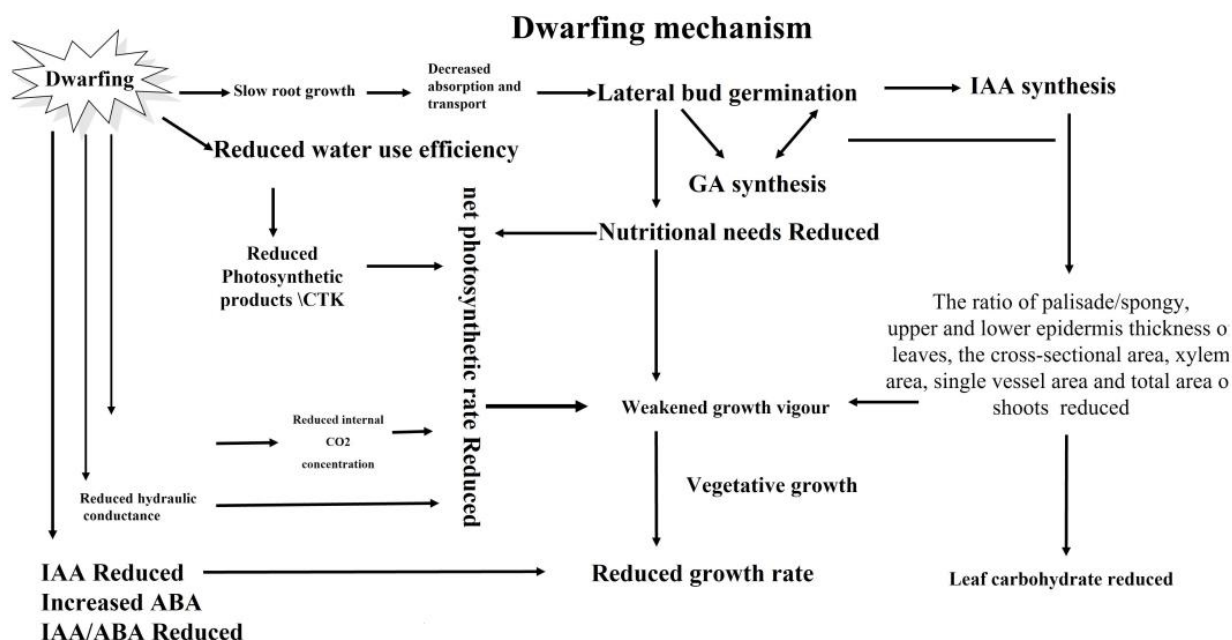 Dwarfing mechanism
Dwarfing
Slow root growth
Decreased
absorption and
transport
Lateral bud germination
IAA synthesis
Reduced water use efficiency
GA synthesis
net photosynthetic rate Reduced
Nutritional needs Reduced
Reduced
Photosynthetic
products \CTK
The ratio of palisade/spongy,
upper and lower epidermis thickness o
leaves, the cross-sectional area, xylem
area, single vessel area and total area o
shoots reduced
Weakened growth vigour
Reduced internal
CO2
concentration
Reduced hydraulic
conductance
Vegetative growth
IAA Reduced
Increased ABA
IAA/ABA Reduced
Reduced growth rate
Leaf carbohydrate reduced